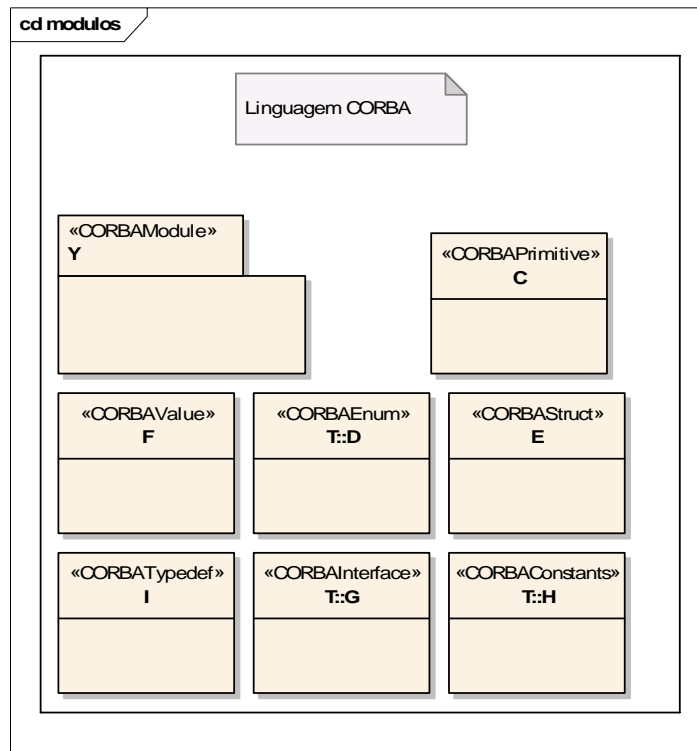 cd modulos
Linguagem CORBA
«CORBAModule»
Y
«CORBAPrimitive»
C
«CORBAValue»
F
«CORBAEnum»
T::D
«CORBAStruct»
E
«CORBATypedef»
I
«CORBAInterface»
T::G
«CORBAConstants»
T::H